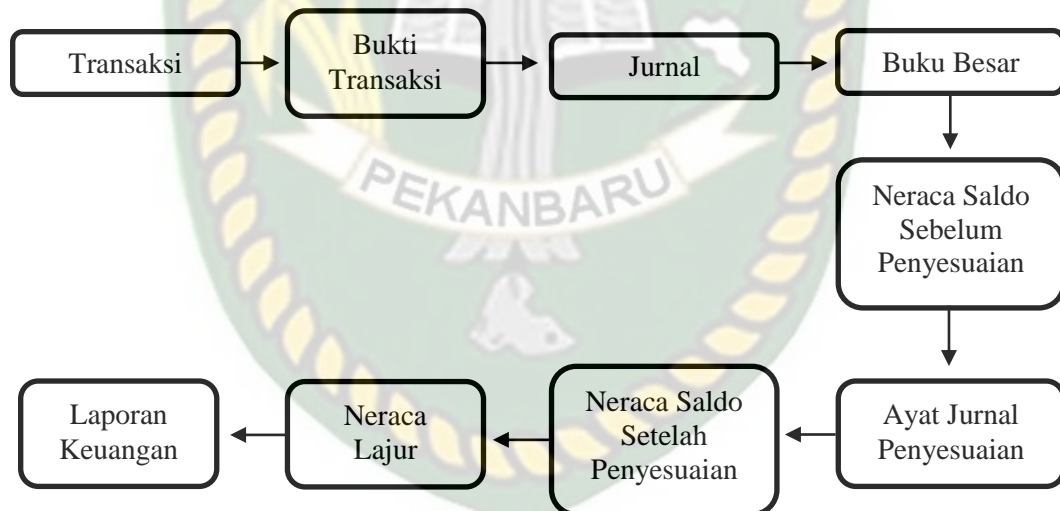 Transaksi
Bukti
Transaksi
Jurnal
Buku Besar
PEKANBARU
Neraca Saldo
Sebelum
Penyesuaian
Ayat Jurnal
Penyesuaian
Neraca Saldo
Setelah
Penyesuaian
Neraca
Lajur
Laporan
Keuangan